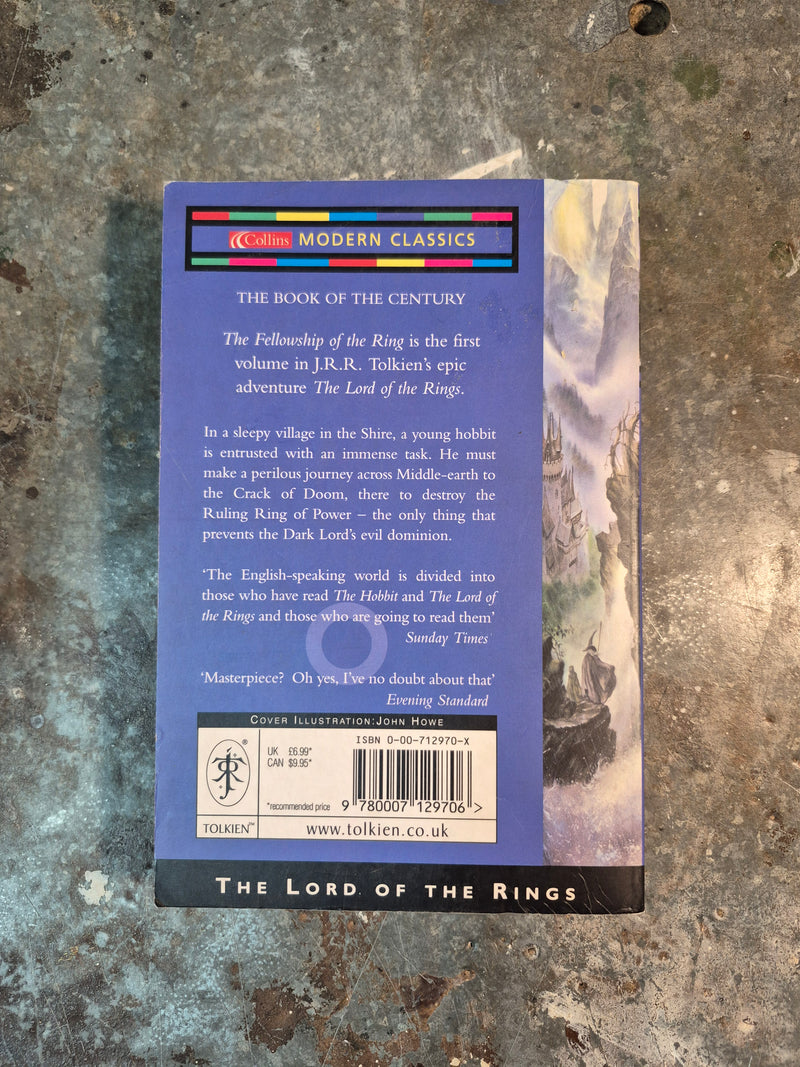 Collins MODERN CLASSICS
THE BOOK OF THE CENTURY
The Fellowship of the Ring is the first
volume in J.R.R. Tolkien's epic
adventure The Lord of the Rings.
In a sleepy village in the Shire, a young hobbit
is entrusted with an immense task. He must
make a perilous journey across Middle-earth to
the Crack of Doom, there to destroy the
Ruling Ring of Power – the only thing that
prevents the Dark Lord's evil dominion.
'The English-speaking world is divided into
those who have read The Hobbit and The Lord of
the Rings and those who are going to read them'
Sunday Times
'Masterpiece? Oh yes, I've no doubt about that'
Evening Standard
COVER ILLUSTRATION: JOHN HOWE
®
UK £6.99*
CAN $9.95*
*recommended price
TOLKIEN™
ISBN 0-00-712970-X
9 780007 129706 >
www.tolkien.co.uk
THE LORD OF THE RINGS